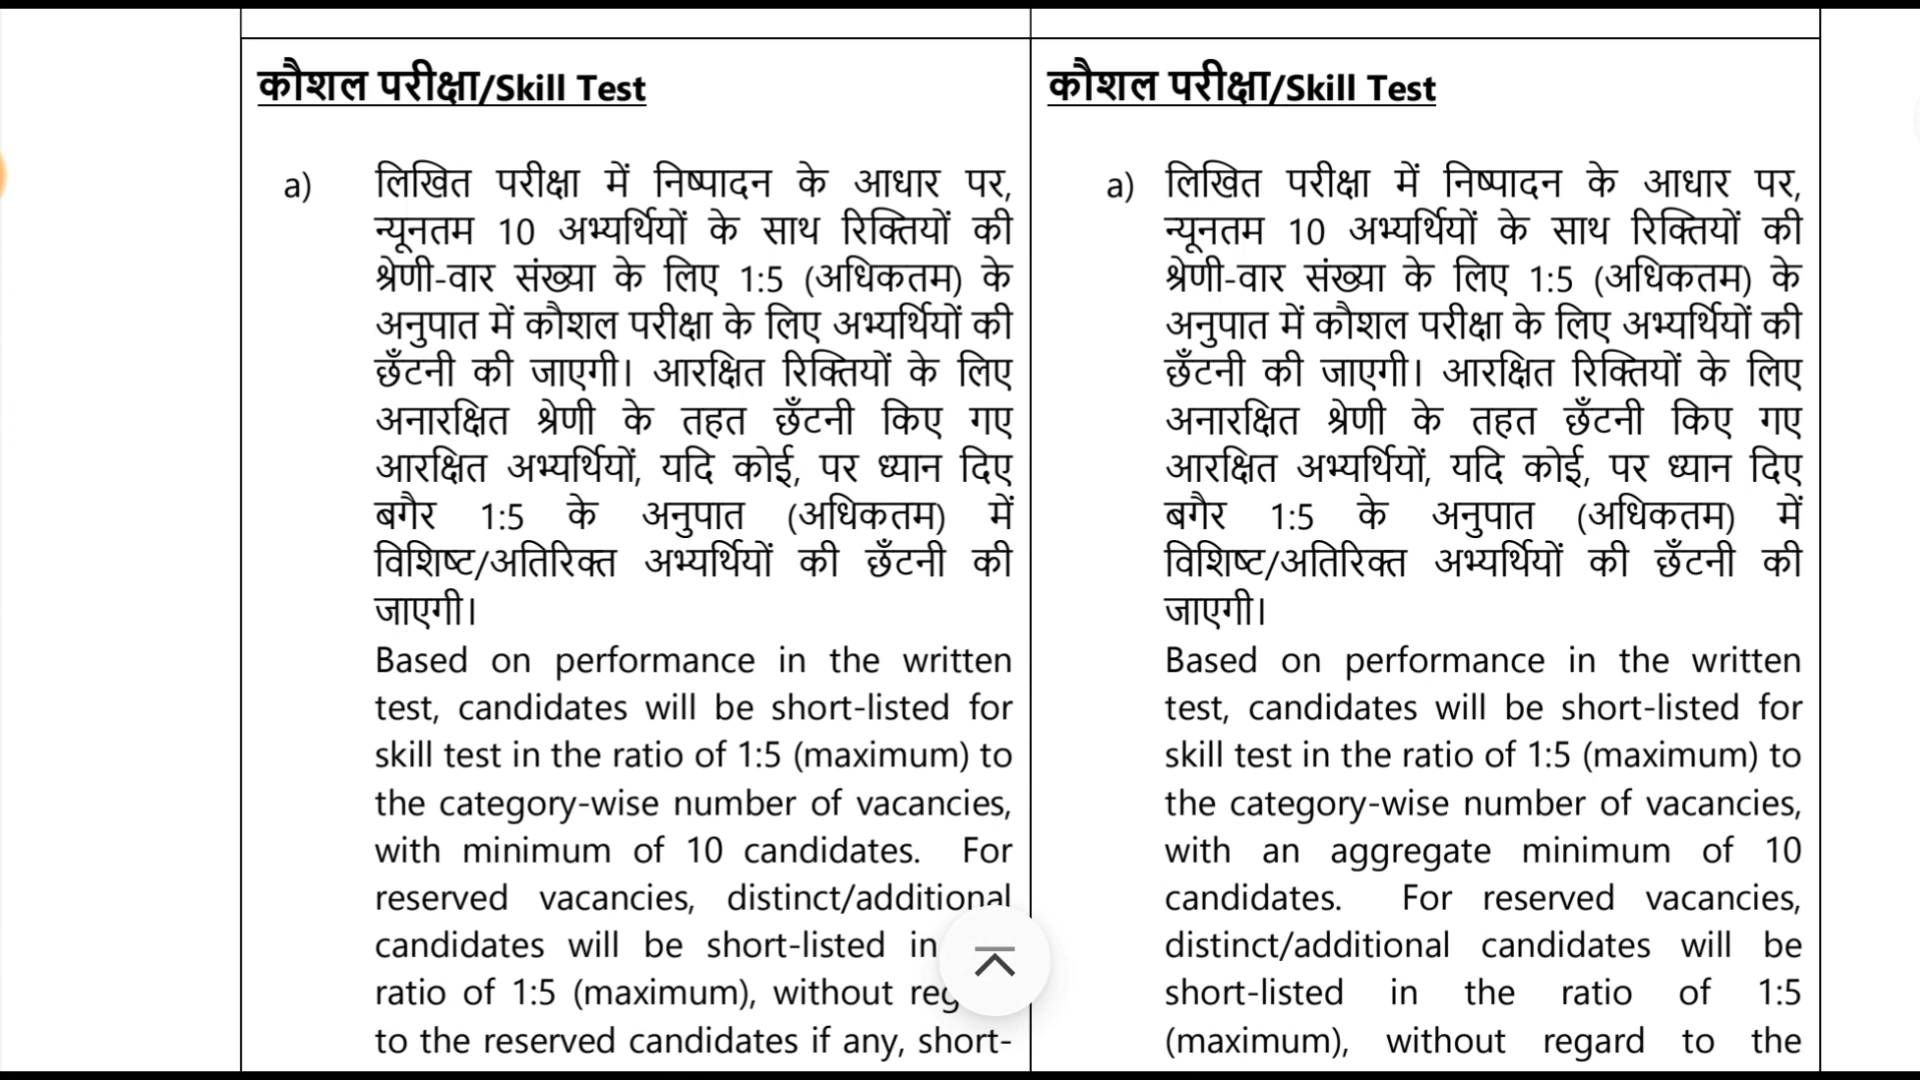 कौशल परीक्षा/Skill Test
a) लिखित परीक्षा में निष्पादन के आधार पर,
न्यूनतम 10 अभ्यर्थियों के साथ रिक्तियों की
श्रेणी-वार संख्या के लिए 1:5 (अधिकतम) के
अनुपात में कौशल परीक्षा के लिए अभ्यर्थियों की
छँटनी की जाएगी। आरक्षित रिक्तियों के लिए
अनारक्षित श्रेणी के तहत छँटनी किए गए
आरक्षित अभ्यर्थियों, यदि कोई, पर ध्यान दिए
बगैर 1:5 के अनुपात (अधिकतम) में
विशिष्ट/अतिरिक्त अभ्यर्थियों की छँटनी की
जाएगी।
Based on performance in the written
test, candidates will be short-listed for
skill test in the ratio of 1:5 (maximum) to
the category-wise number of vacancies,
with minimum of 10 candidates. For
reserved vacancies, distinct/additional
candidates will be short-listed in
ratio of 1:5 (maximum), without
to the reserved candidates if any, short-
कौशल परीक्षा/Skill Test
a) लिखित परीक्षा में निष्पादन के आधार पर,
न्यूनतम 10 अभ्यर्थियों के साथ रिक्तियों की
श्रेणी-वार संख्या के लिए 1:5 (अधिकतम) के
अनुपात में कौशल परीक्षा के लिए अभ्यर्थियों की
छँटनी की जाएगी। आरक्षित रिक्तियों के लिए
अनारक्षित श्रेणी के तहत छँटनी किए गए
आरक्षित अभ्यर्थियों, यदि कोई, पर ध्यान दिए
बगैर 1:5 के अनुपात (अधिकतम) में
विशिष्ट/अतिरिक्त अभ्यर्थियों की छँटनी की
जाएगी।
Based on performance in the written
test, candidates will be short-listed for
skill test in the ratio of 1:5 (maximum) to
the category-wise number of vacancies,
with an aggregate minimum of 10
candidates. For reserved vacancies,
distinct/additional candidates will be
short-listed in the ratio of 1:5
(maximum), without regard to the